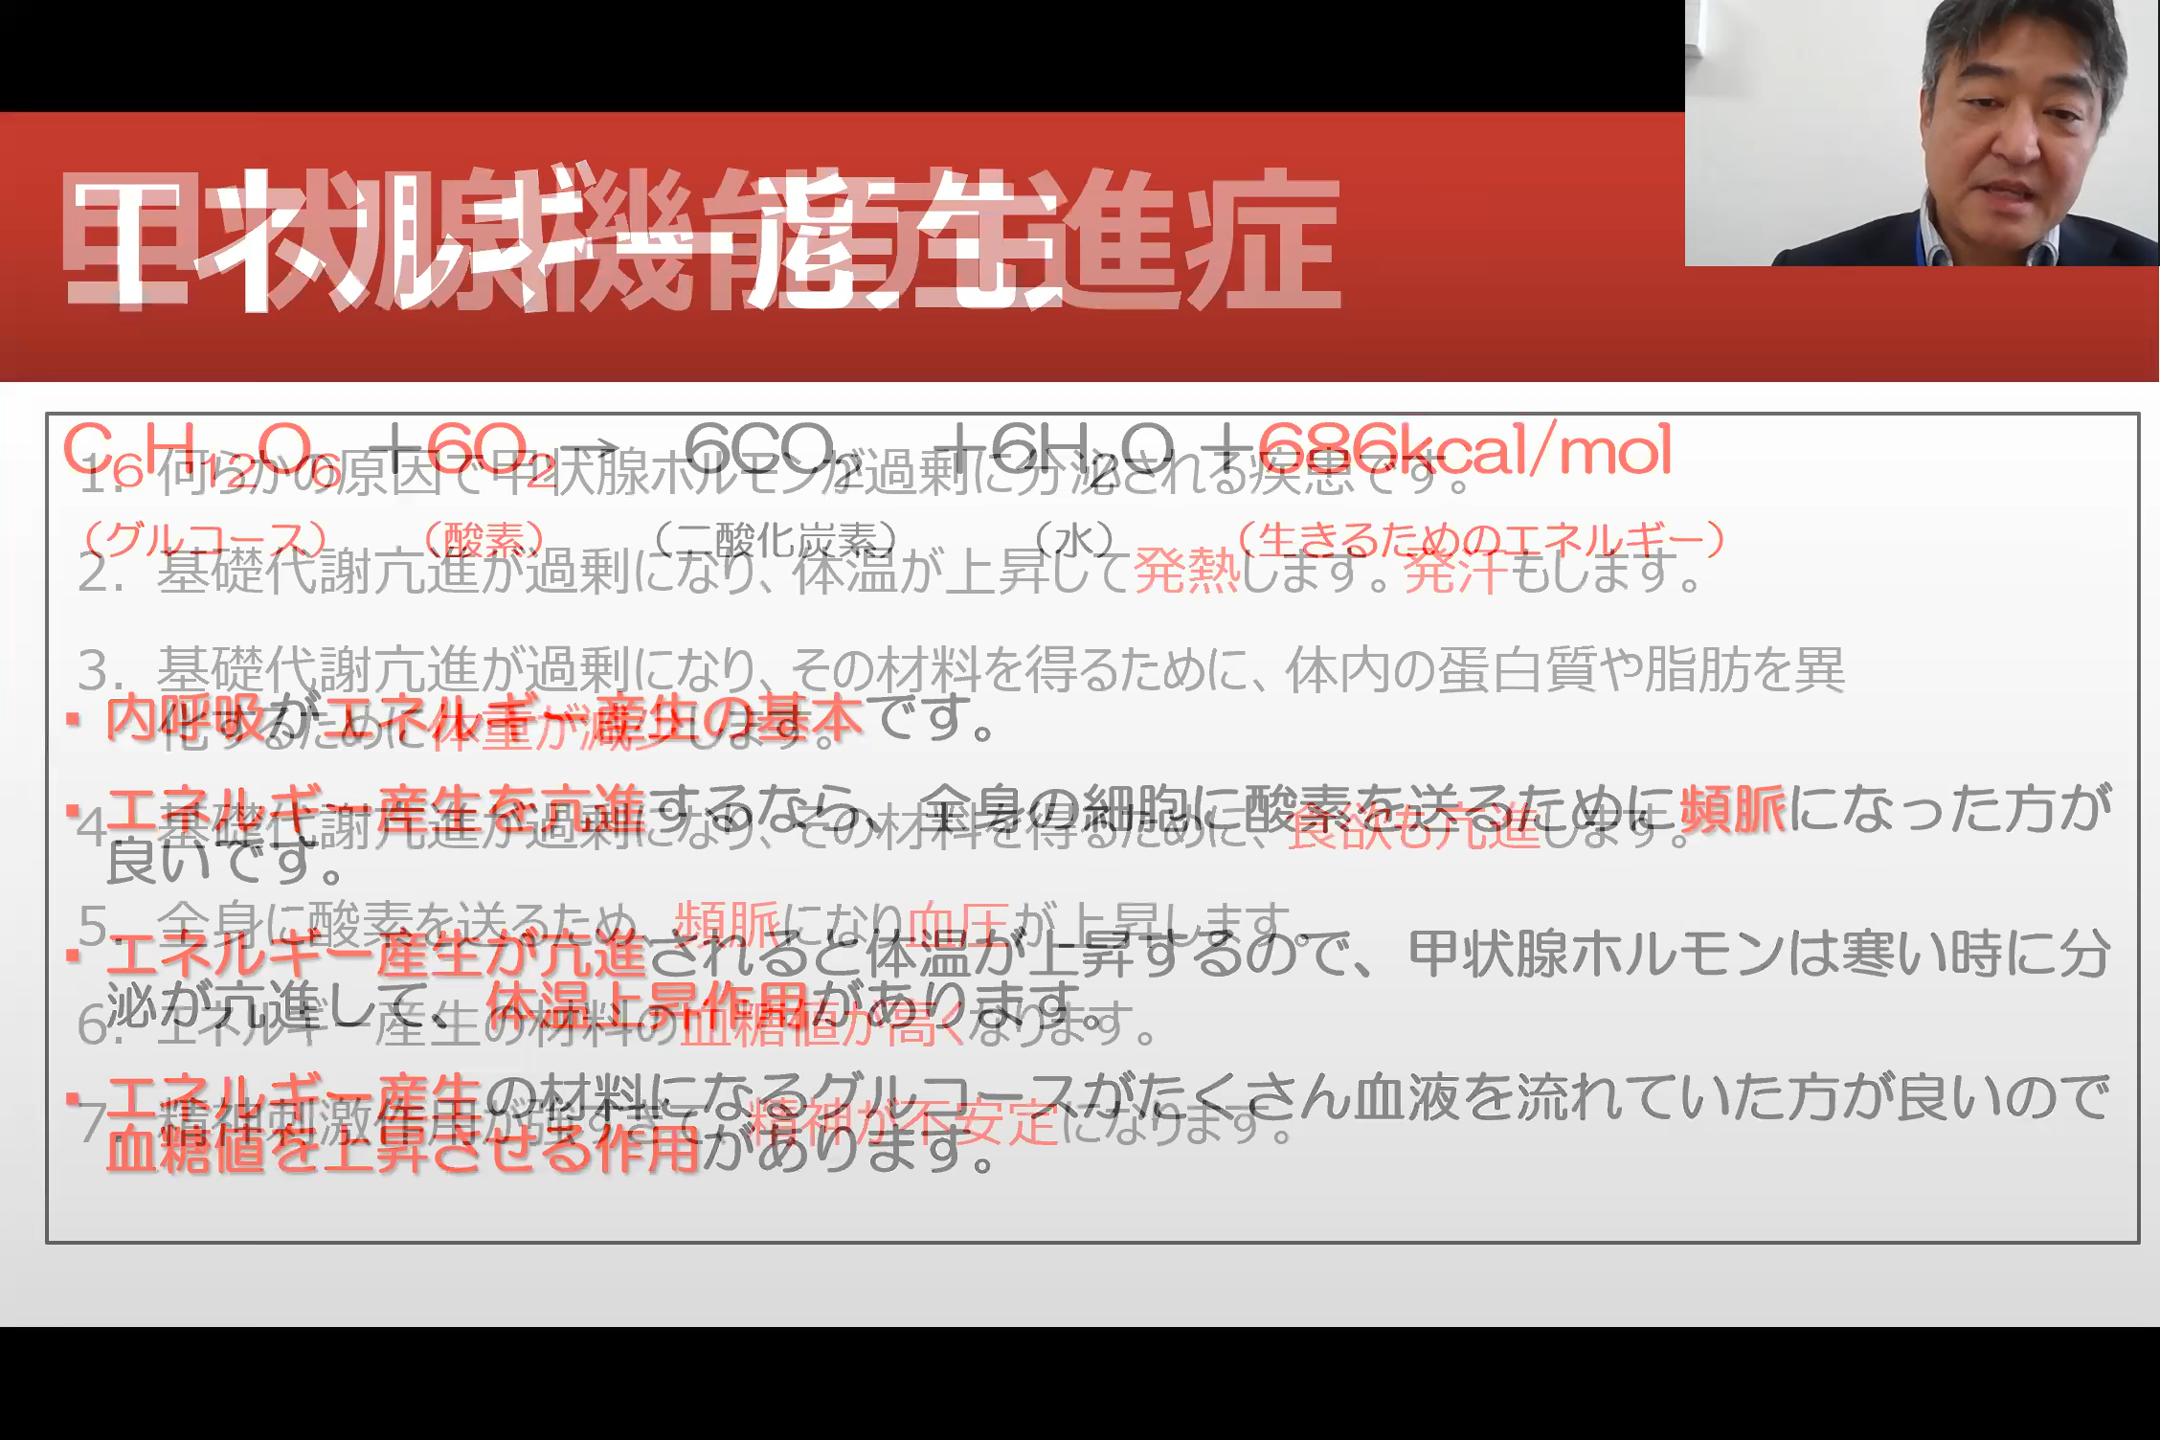 エネルギー産生
甲状腺機能亢進症
C6H12O6 +6O2→ 6CO2 +6H2O +686kcal/mol
（グルコース） （酸素） （二酸化炭素） （水） （生きるためのエネルギー）
▪ 内呼吸がエネルギー産生の基本です。
▪ エネルギー産生を亢進するなら、全身の細胞に酸素を送るために頻脈になった方が
良いです。
▪ エネルギー産生が亢進されると体温が上昇するので、甲状腺ホルモンは寒い時に分
泌が亢進して、体温上昇作用があります。
▪ エネルギー産生の材料になるグルコースがたくさん血液を流れていた方が良いので
血糖値を上昇させる作用があります。
1. 何らかの原因で甲状腺ホルモンが過剰に分泌される疾患です。
2. 基礎代謝亢進が過剰になり、体温が上昇して発熱します。発汗もします。
3. 基礎代謝亢進が過剰になり、その材料を得るために、体内の蛋白質や脂肪を異
化するために体重が減少します。
4. 基礎代謝亢進が過剰になり、その材料を得るために、食欲も亢進します。
5. 全身に酸素を送るため、頻脈になり血圧が上昇します。
6. エネルギー産生の材料の血糖値が高くなります。
7. 精神刺激作用が強すぎて、精神が不安定になります。